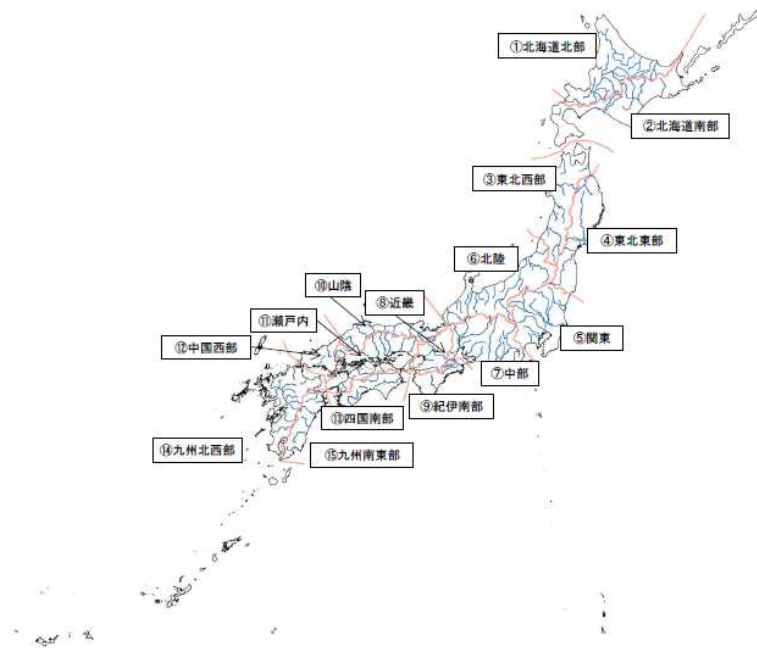 ①北海道北部
②北海道南部
③東北西部
④東北東部
⑥北陸
⑩山陰
⑧近畿
⑪瀬戸内
⑤関東
⑫中国西部
⑦中部
⑨紀伊南部
⑬四国南部
⑭九州北西部
⑮九州南東部